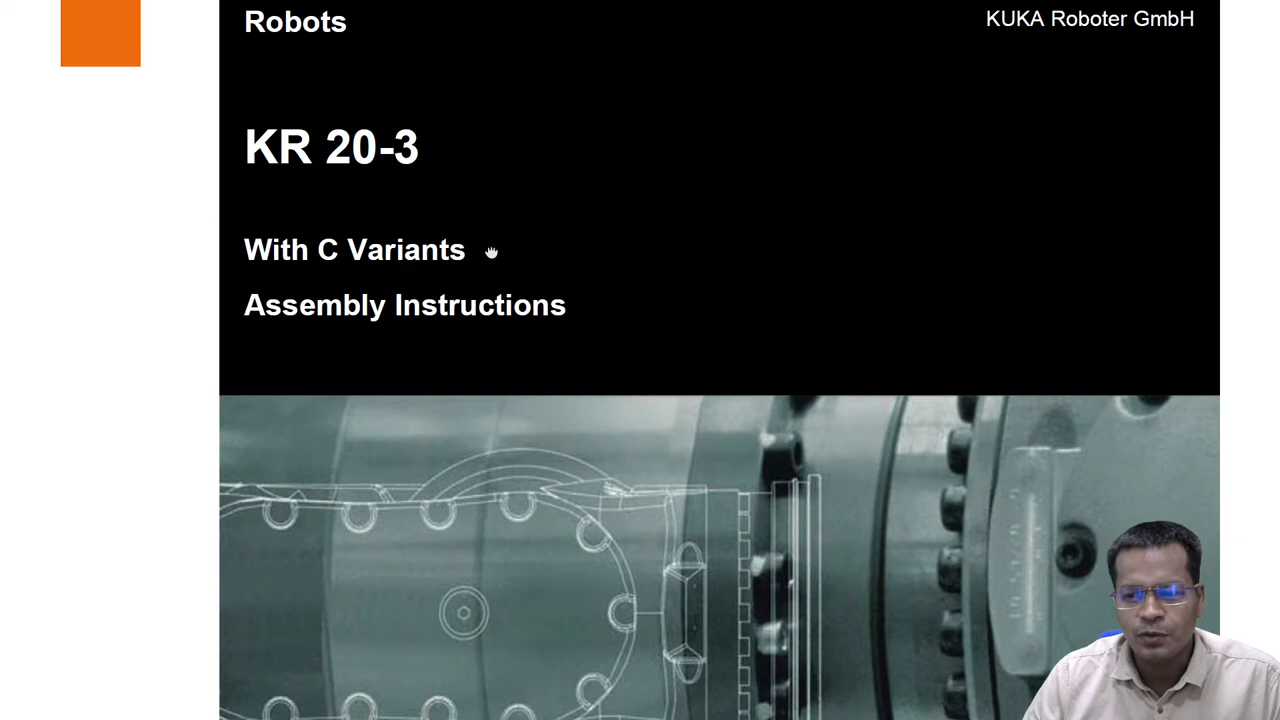 Robots
KUKA Roboter GmbH
KR 20-3
With C Variants
Assembly Instructions